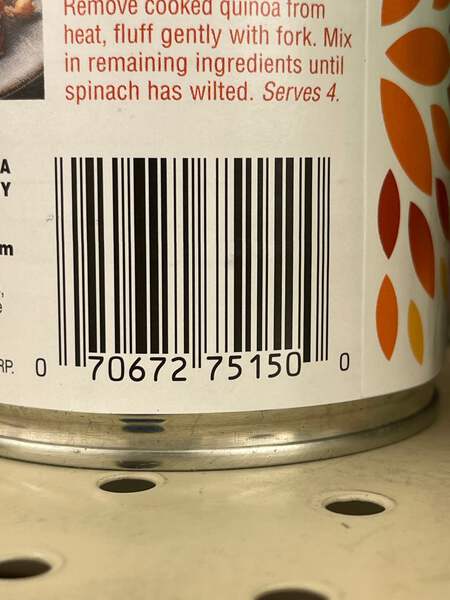 Remove cooked quinoa from
heat, fluff gently with fork. Mix
in remaining ingredients until
spinach has wilted. Serves 4.
A
Y
m
RP.
0 70672 75150 0